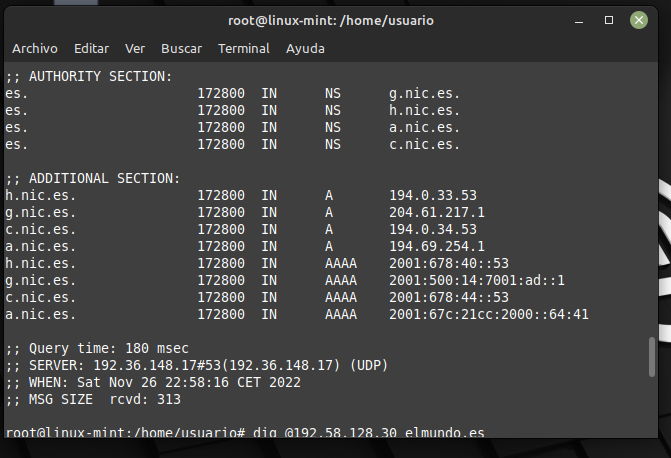 root@linux-mint: /home/usuario
Archivo Editar Ver Buscar Terminal Ayuda
;; AUTHORITY SECTION:
es. 172800 IN NS g.nic.es.
es. 172800 IN NS h.nic.es.
es. 172800 IN NS a.nic.es.
es. 172800 IN NS c.nic.es.
;; ADDITIONAL SECTION:
h.nic.es. 172800 IN A 194.0.33.53
g.nic.es. 172800 IN A 204.61.217.1
c.nic.es. 172800 IN A 194.0.34.53
a.nic.es. 172800 IN A 194.69.254.1
h.nic.es. 172800 IN AAAA 2001:678:40::53
g.nic.es. 172800 IN AAAA 2001:500:14:7001:ad::1
c.nic.es. 172800 IN AAAA 2001:678:44::53
a.nic.es. 172800 IN AAAA 2001:67c:21cc:2000::64:41
;; Query time: 180 msec
;; SERVER: 192.36.148.17#53(192.36.148.17) (UDP)
;; WHEN: Sat Nov 26 22:58:16 CET 2022
;; MSG SIZE  rcvd: 313
root@linux-mint:/home/usuario# dig @192.58.128.30 elmundo.es